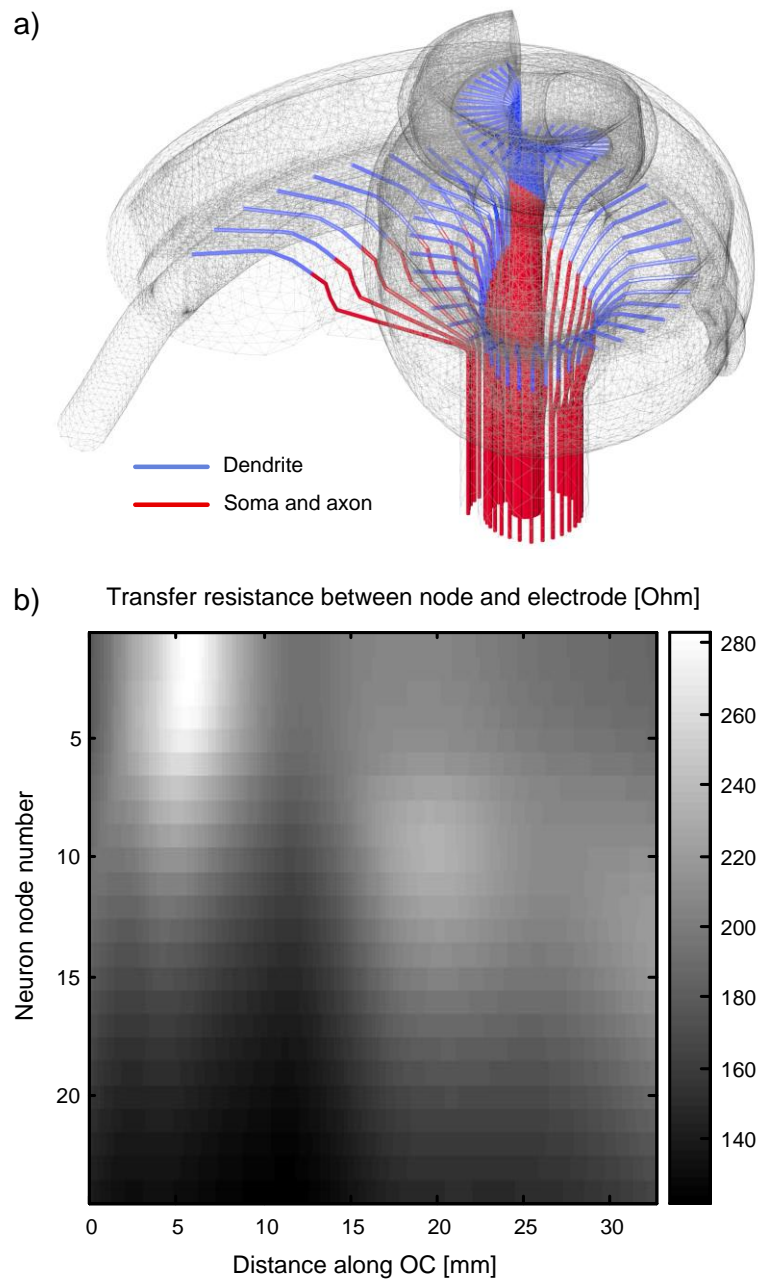 a)
Dendrite
Soma and axon
b)
Transfer resistance between node and electrode [Ohm]
280
260
240
220
200
180
160
140
5
10
15
20
Neuron node number
0 5 10 15 20 25 30
Distance along OC [mm]